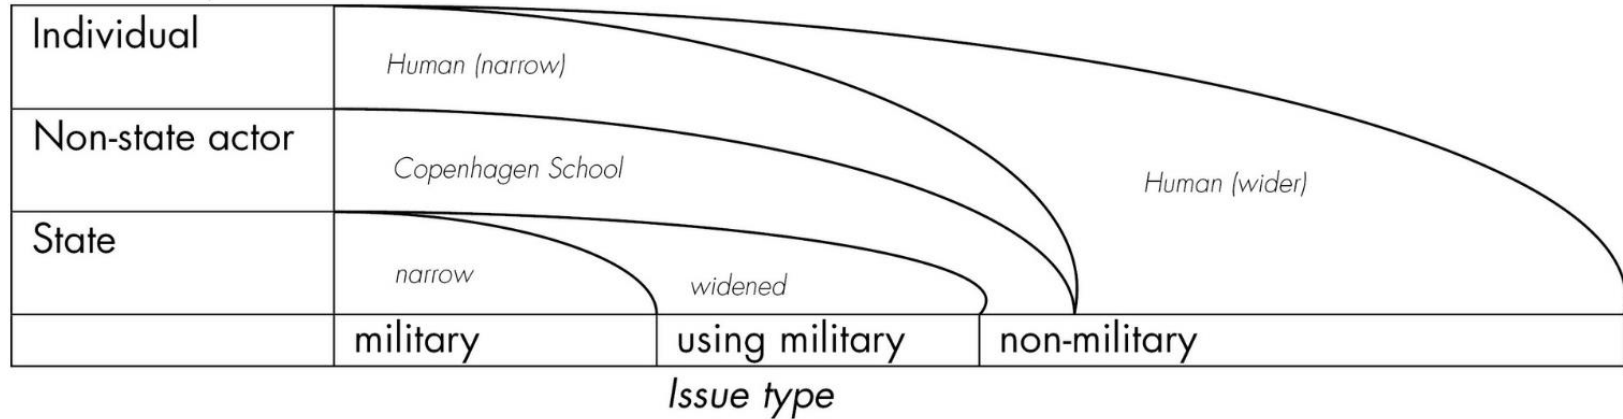 Individual
Human (narrow)
Non-state actor
Copenhagen School
Human (wider)
State
narrow
widened
military
using military
non-military
Issue type